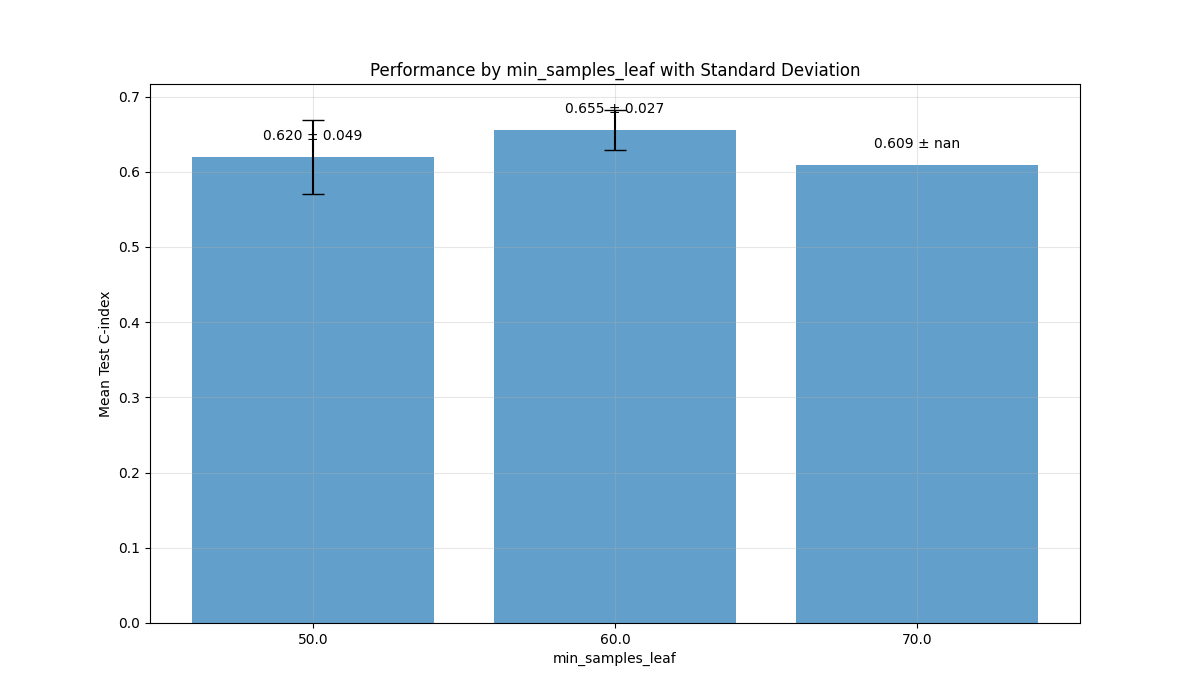 Performance by min_samples_leaf with Standard Deviation
Mean Test C-index
0.7
0.6
0.5
0.4
0.3
0.2
0.1
0.0
0.620 ± 0.049
0.655 ± 0.027
0.609 ± nan
50.0
60.0
70.0
min_samples_leaf